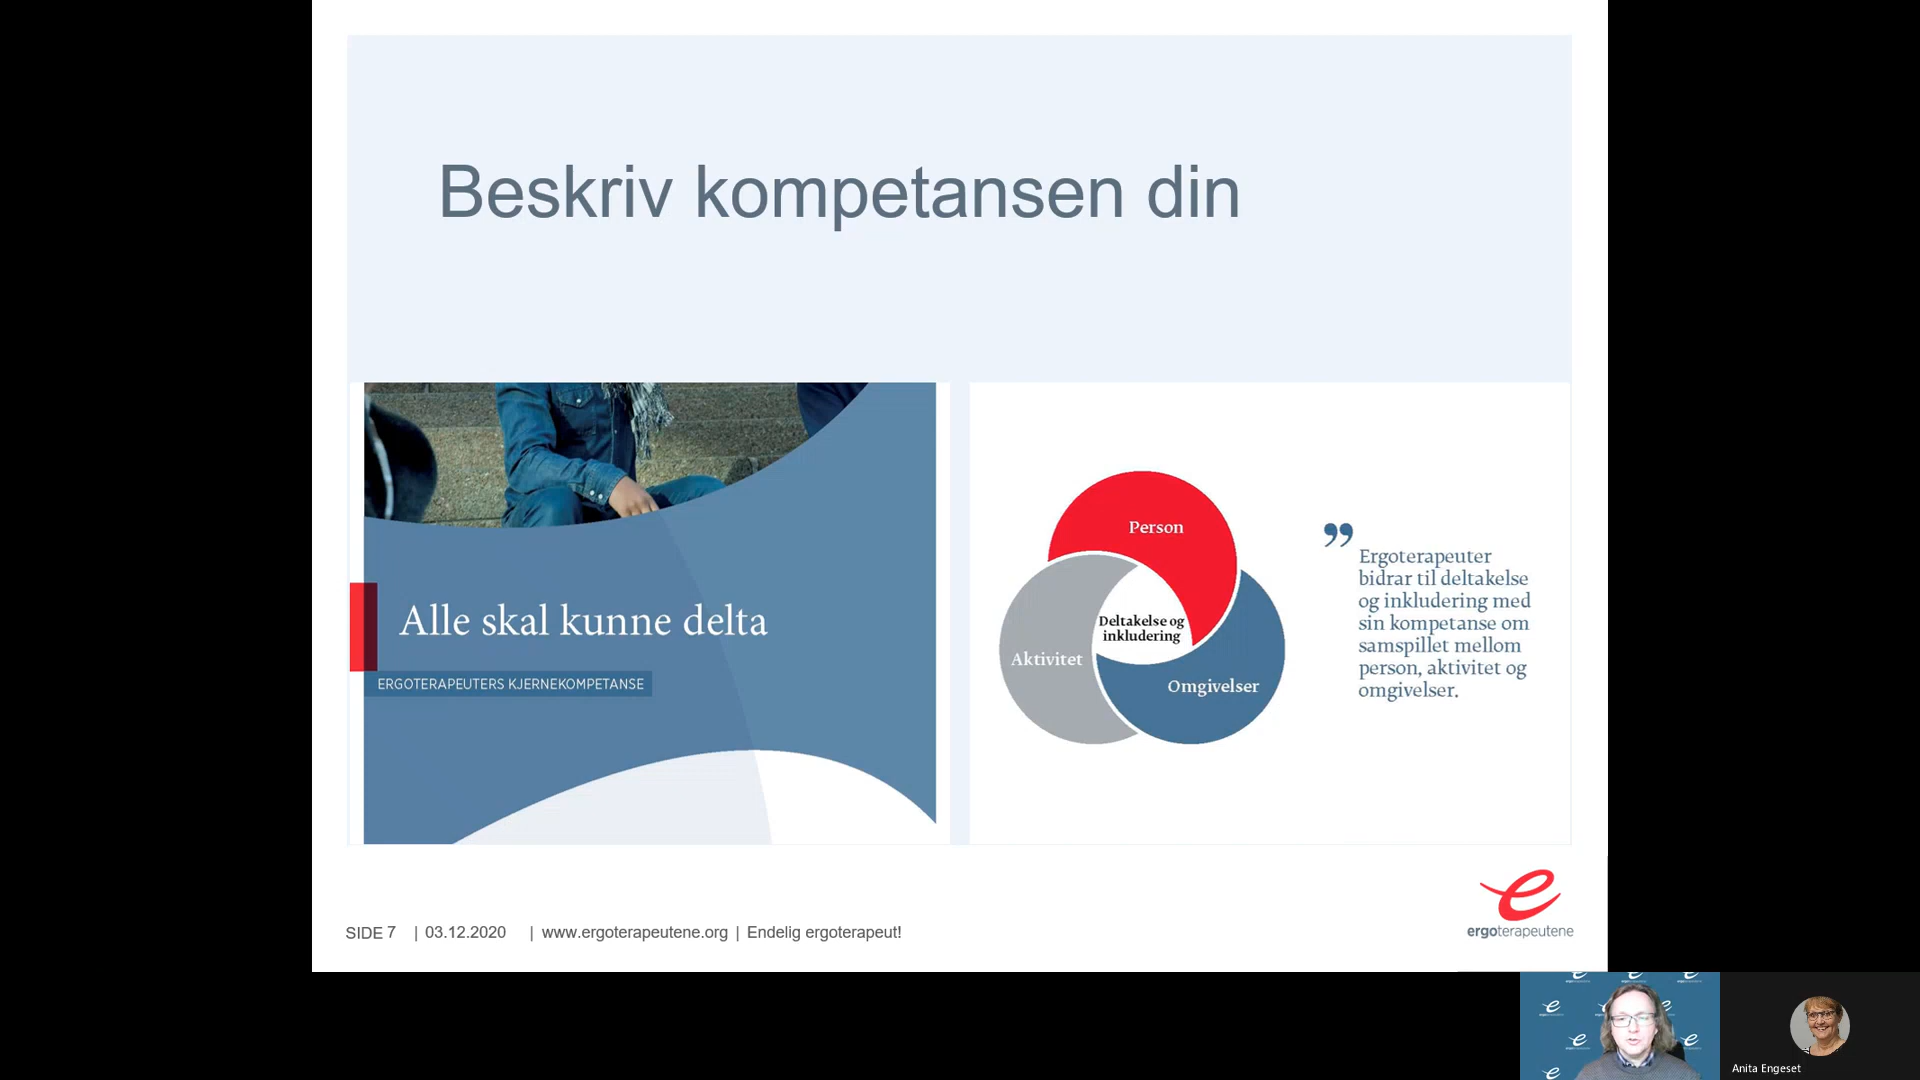 Beskriv kompetansen din
Alle skal kunne delta
ERGOTERAPEUTERS KJERNEKOMPETANSE
Person
Deltakelse og
inkludering
Aktivitet
Omgivelser
”
Ergoterapeuter
bidrar til deltakelse
og inkludering med
sin kompetanse om
samspillet mellom
person, aktivitet og
omgivelser.
SIDE 7 | 03.12.2020 | www.ergoterapeutene.org | Endelig ergoterapeut!
ergoterapeutene
Anita Engeset